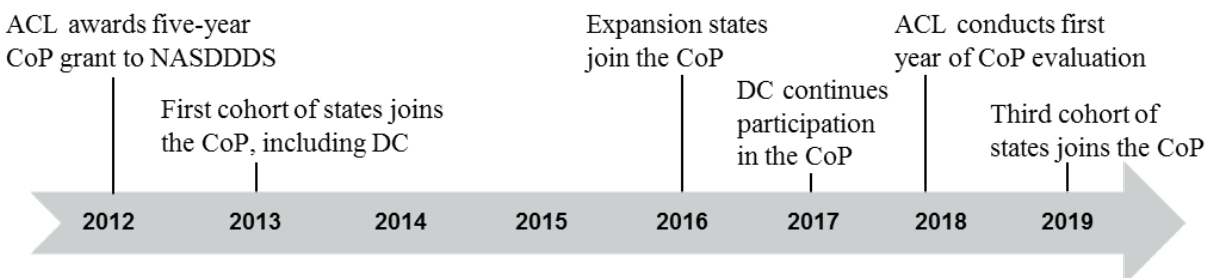 ACL awards five-year
CoP grant to NASDDDS
First cohort of states joins
the CoP, including DC
Expansion states
join the CoP
DC continues
participation
in the CoP
ACL conducts first
year of CoP evaluation
Third cohort of
states joins the CoP
2012 2013 2014 2015 2016 2017 2018 2019